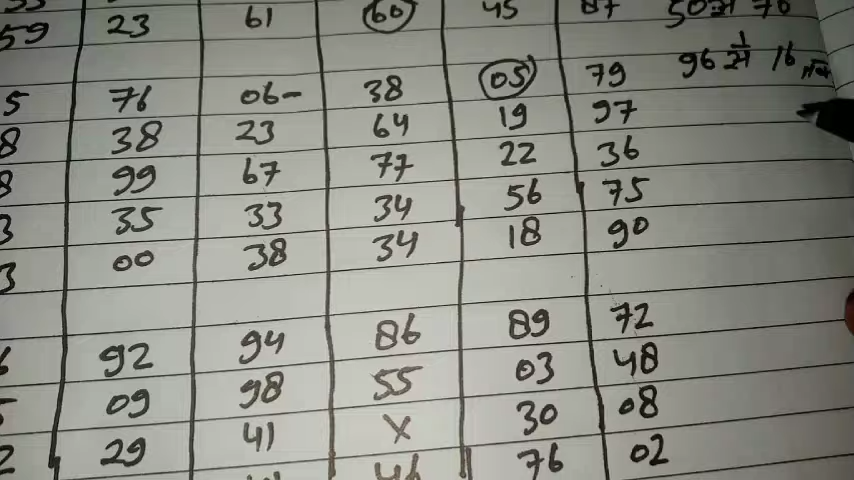 59 23 61 60 45 87 50 से 70
5 76 06- 38 05 79 96 से 16
8 38 23 64 19 97
8 99 67 77 22 36
3 35 33 34 56 75
3 00 38 34 18 90
92 94 86 89 72
09 98 55 03 48
2 29 41 X 30 08
46 76 02